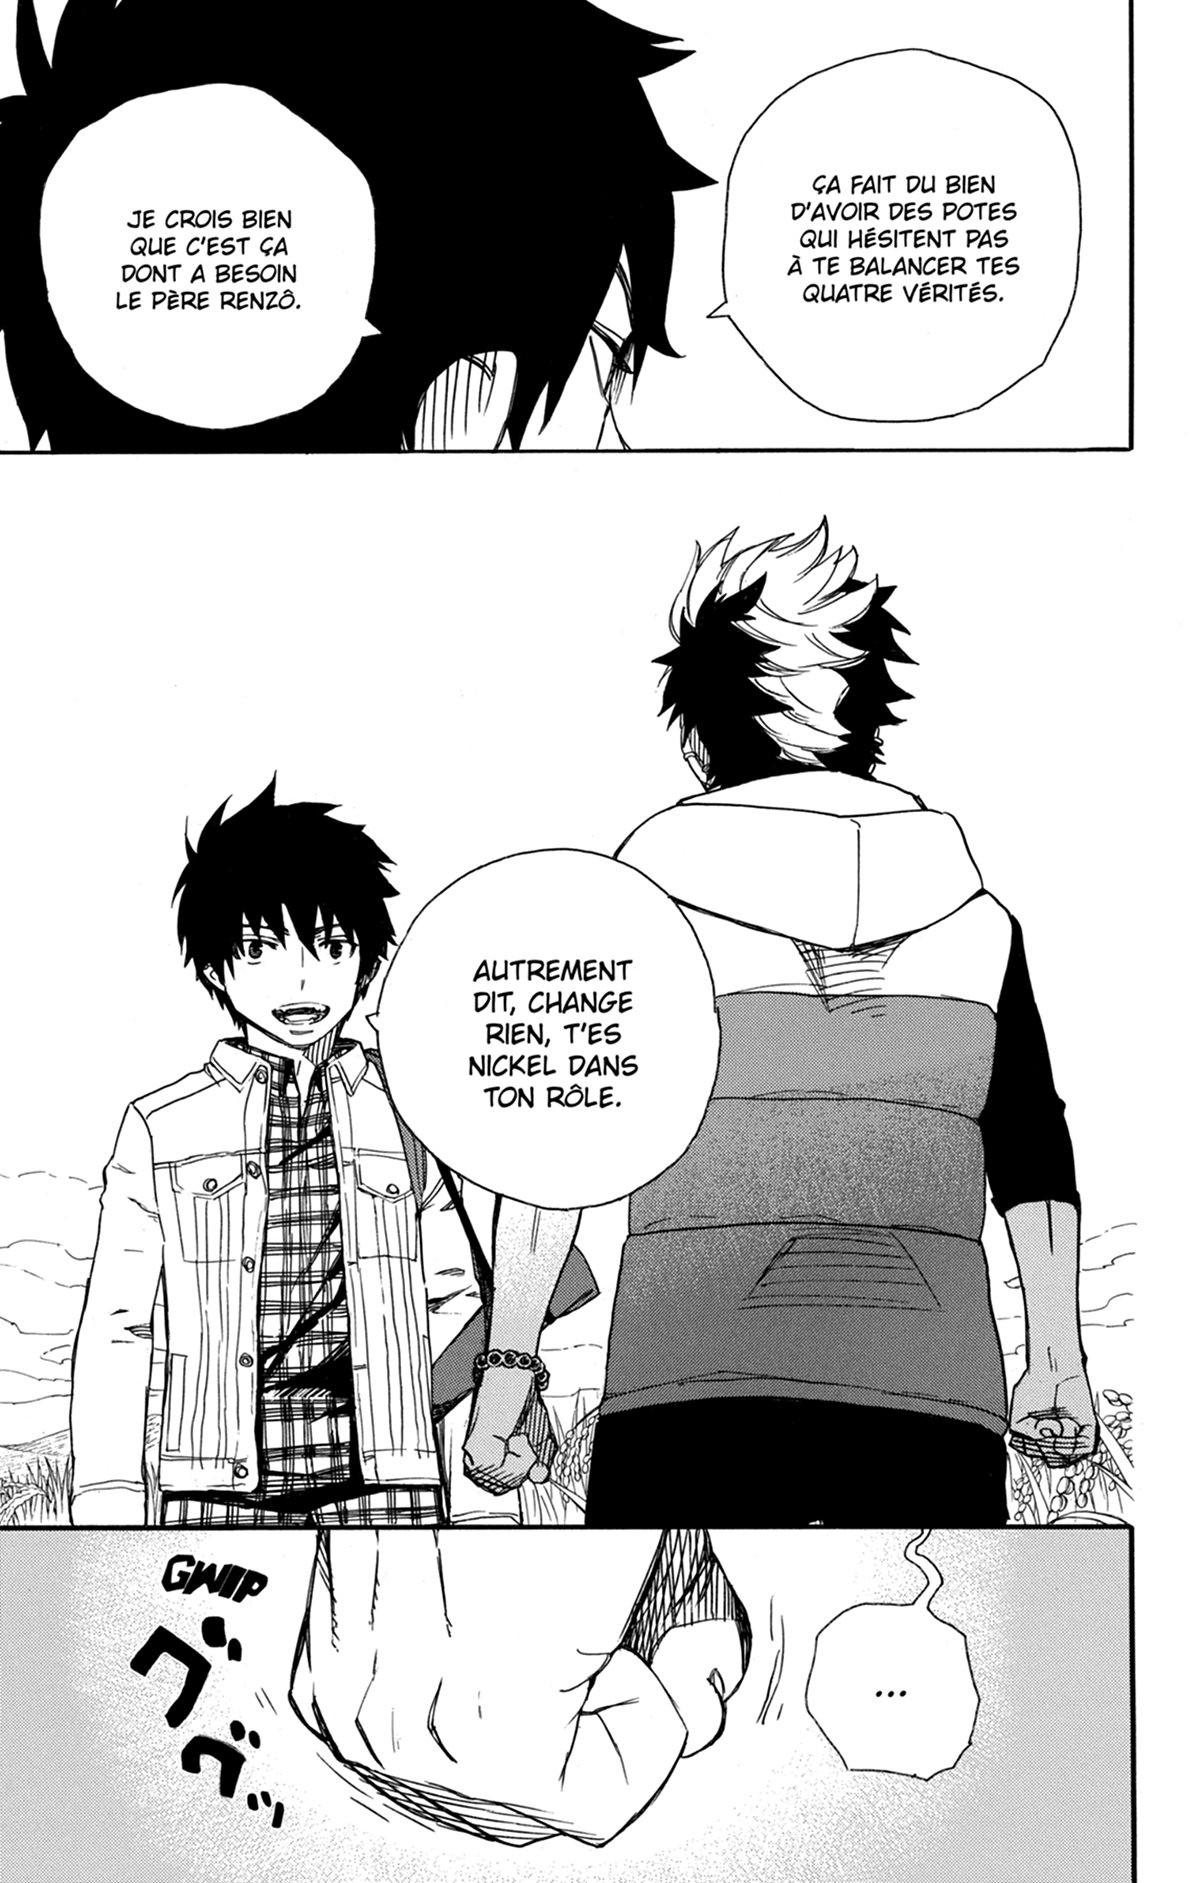 ÇA FAIT DU BIEN
D'AVOIR DES POTES
QUI HÉSITENT PAS
À TE BALANCER TES
QUATRE VÉRITÉS.
JE CROIS BIEN
QUE C'EST ÇA
DONT A BESOIN
LE PÈRE RENZÔ.
AUTREMENT
DIT, CHANGE
RIEN, T'ES
NICKEL DANS
TON RÔLE.
...
GWIP
グ
グッ